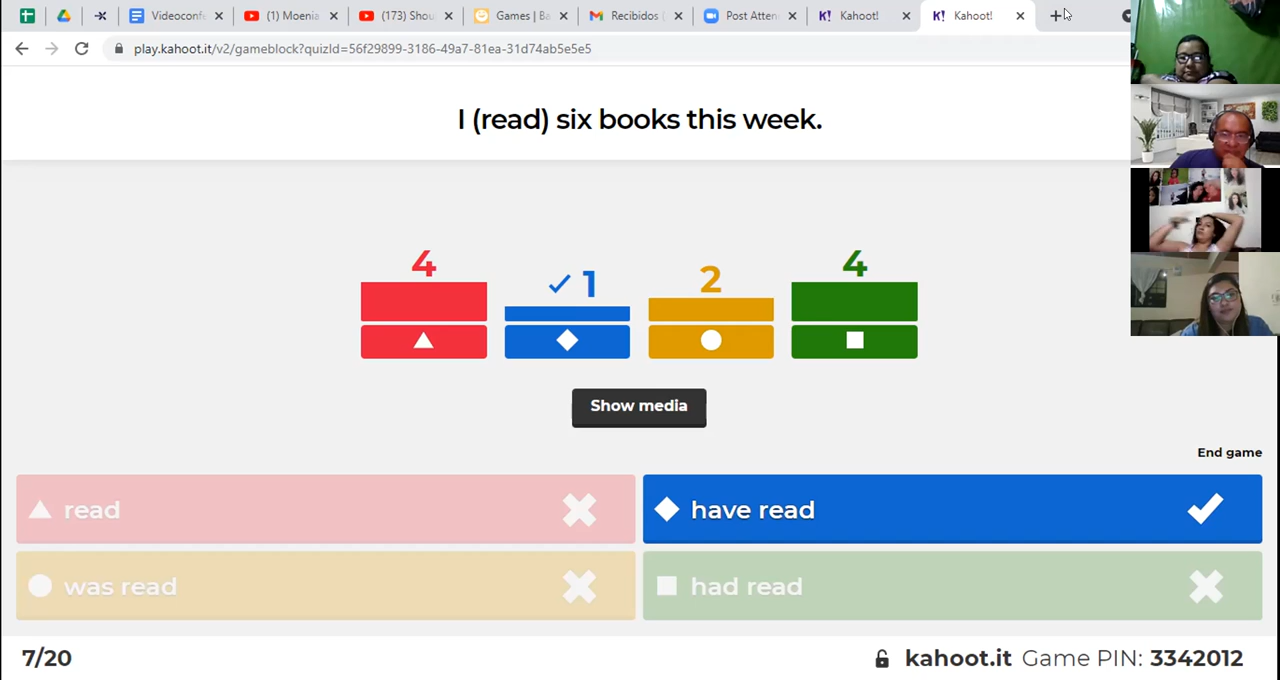 Videoconfe
(1) Moenia
(173) Shou
Games | Ba
Recibidos (
Post Atten
Kahoot!
Kahoot!
play.kahoot.it/v2/gameblock?quizId=56f29899-3186-49a7-81ea-31d74ab5e5e5
I (read) six books this week.
4
1
2
4
Show media
End game
read
have read
was read
had read
7/20
kahoot.it Game PIN: 3342012